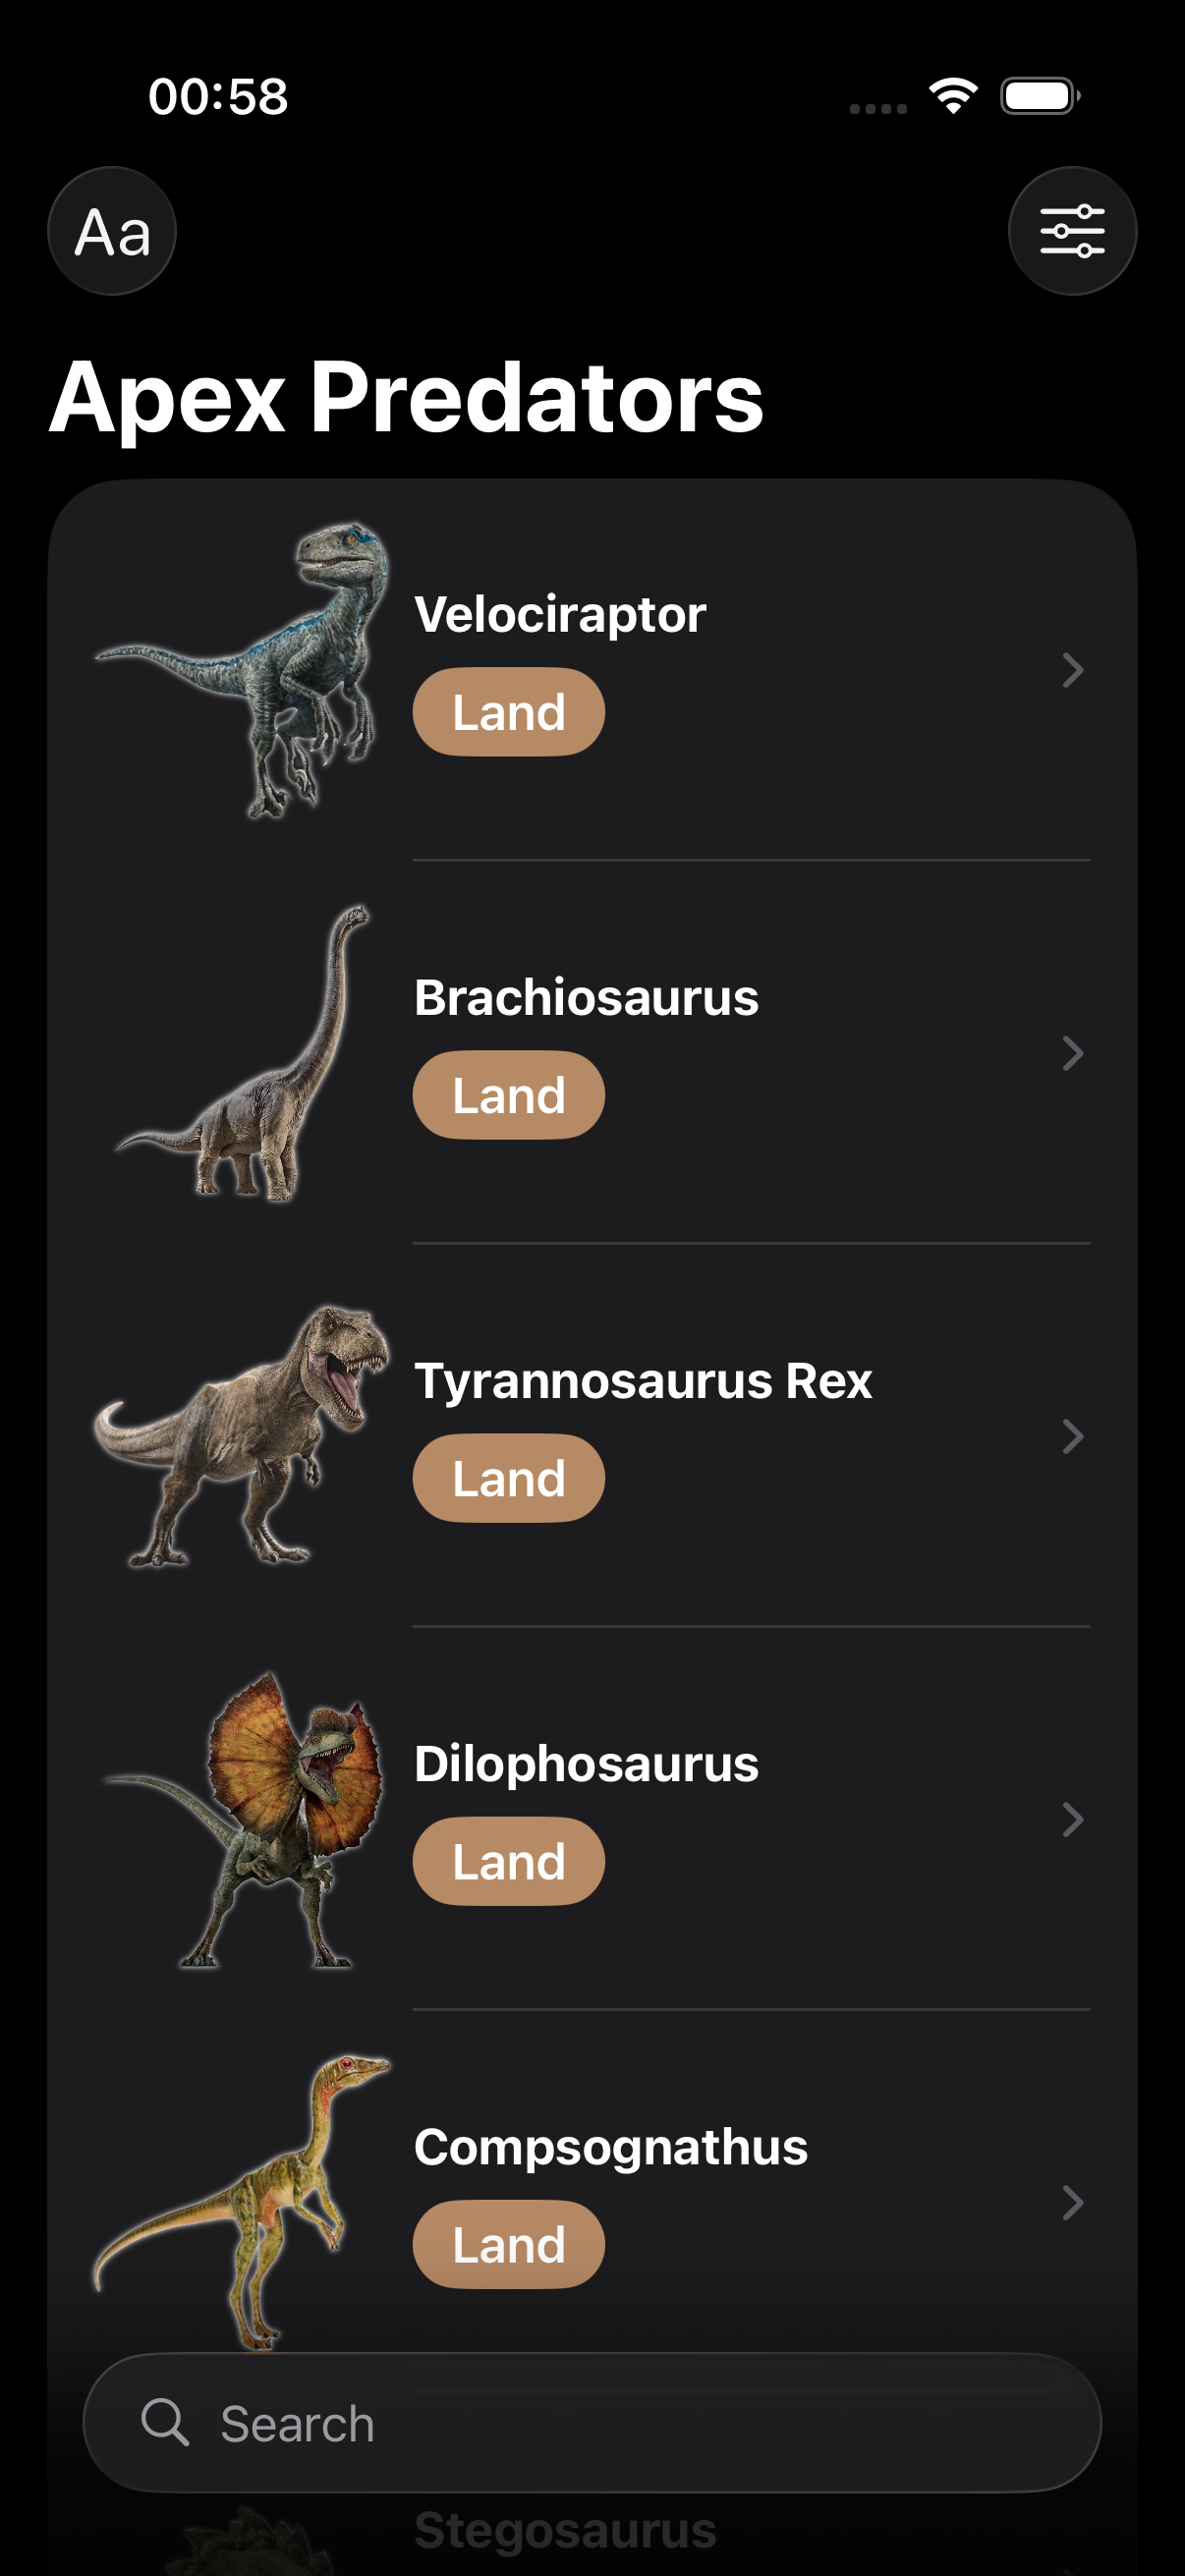 00:58
Aa
Apex Predators
Velociraptor
Land
Brachiosaurus
Land
Tyrannosaurus Rex
Land
Dilophosaurus
Land
Compsognathus
Land
Search
Stegosaurus